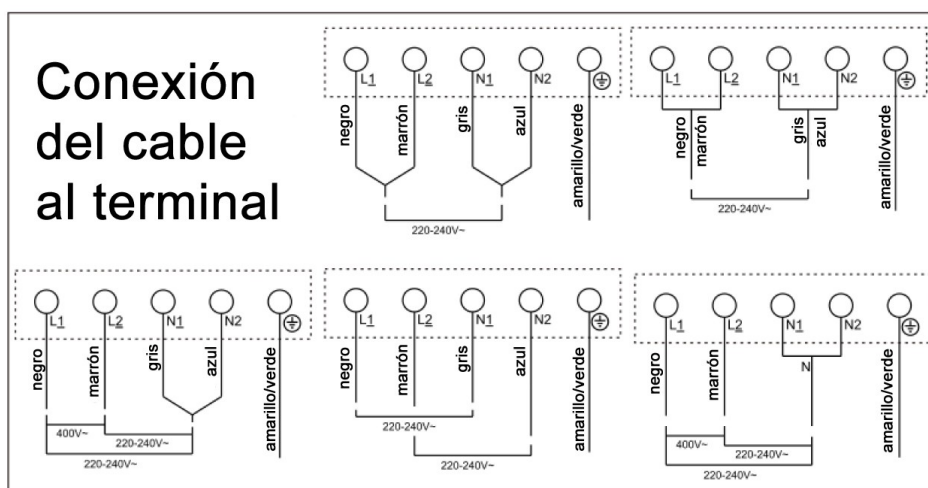 Conexión
del cable
al terminal
L1 L2 N1 N2
negro marrón gris azul amarillo/verde
220-240V~
L1 L2 N1 N2
negro marrón gris azul amarillo/verde
220-240V~
L1 L2 N1 N2
negro marrón gris azul amarillo/verde
400V~
220-240V~
220-240V~
L1 L2 N1 N2
negro marrón gris azul amarillo/verde
220-240V~
220-240V~
L1 L2 N1 N2
N
negro marrón amarillo/verde
400V~
220-240V~
220-240V~